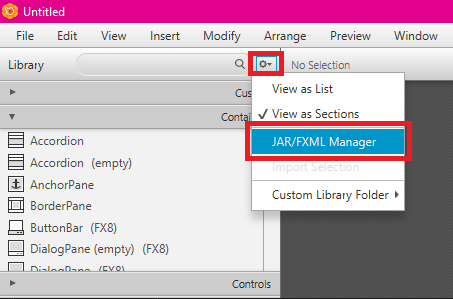 Untitled
File Edit View Insert Modify Arrange Preview Window
Library No Selection
View as List
Cus
View as Sections
Contai
JAR/FXML Manager
Accordion
Import Selection
Accordion (empty)
AnchorPane
Custom Library Folder
BorderPane
ButtonBar (FX8)
DialogPane (empty) (FX8)
DialogPane (FX8)
Controls